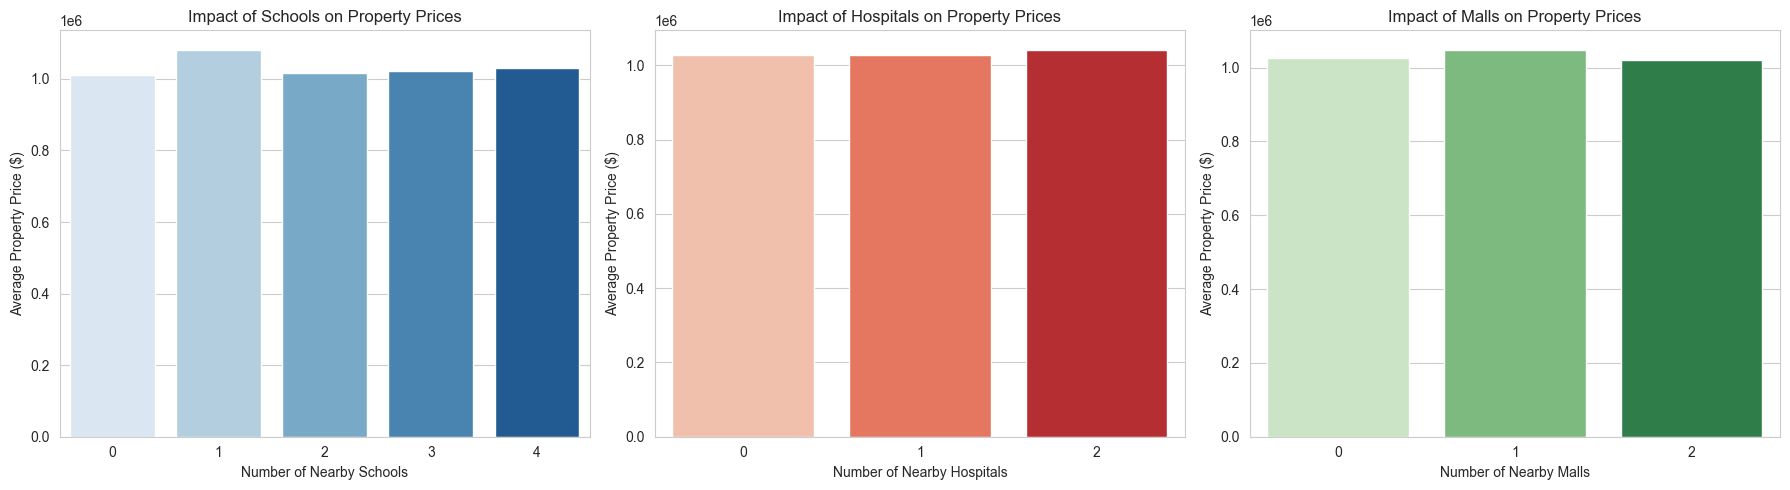 Impact of Schools on Property Prices
1e6
Average Property Price ($)
1.0
0.8
0.6
0.4
0.2
0.0
0 1 2 3 4
Number of Nearby Schools
Impact of Hospitals on Property Prices
1e6
Average Property Price ($)
1.0
0.8
0.6
0.4
0.2
0.0
0 1 2
Number of Nearby Hospitals
Impact of Malls on Property Prices
1e6
Average Property Price ($)
1.0
0.8
0.6
0.4
0.2
0.0
0 1 2
Number of Nearby Malls